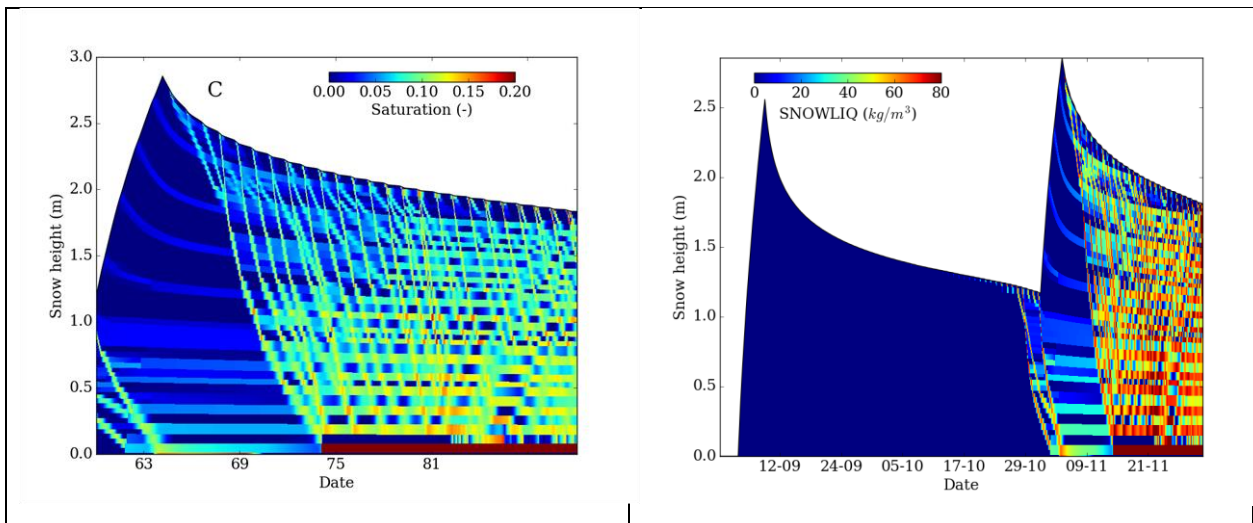 C
0.00 0.05 0.10 0.15 0.20
Saturation (-)
3.0
2.5
2.0
1.5
1.0
0.5
0.0
Snow height (m)
63 69 75 81
Date
0 20 40 60 80
SNOWLIQ (kg/m³)
2.5
2.0
1.5
1.0
0.5
0.0
Snow height (m)
12-09 24-09 05-10 17-10 29-10 09-11 21-11
Date